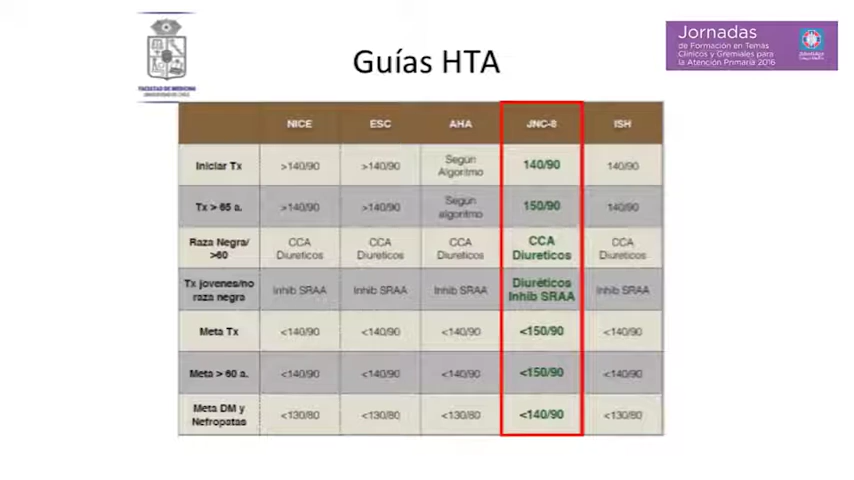 FACULTAD DE MEDICINA
UNIVERSIDAD DE CHILE
Guías HTA
Jornadas
de Formación en Temas
Clínicos y Gremiales para
la Atención Primaria 2016
NICE ESC AHA JNC-8 ISH
Iniciar Tx >140/90 >140/90 Según Algoritmo 140/90 140/90
Tx > 65 a. >140/90 >140/90 Según algoritmo 150/90 140/90
Raza Negra/ >60 CCA Diureticos CCA Diureticos CCA Diureticos CCA Diureticos CCA Diureticos
Tx jovenes/no raza negra Inhib SRAA Inhib SRAA Inhib SRAA Diuréticos Inhib SRAA Inhib SRAA
Meta Tx <140/90 <140/90 <140/90 <150/90 <140/90
Meta > 60 a. <140/90 <140/90 <140/90 <150/90 <140/90
Meta DM y Nefropatas <130/80 <130/80 <130/80 <140/90 <130/80